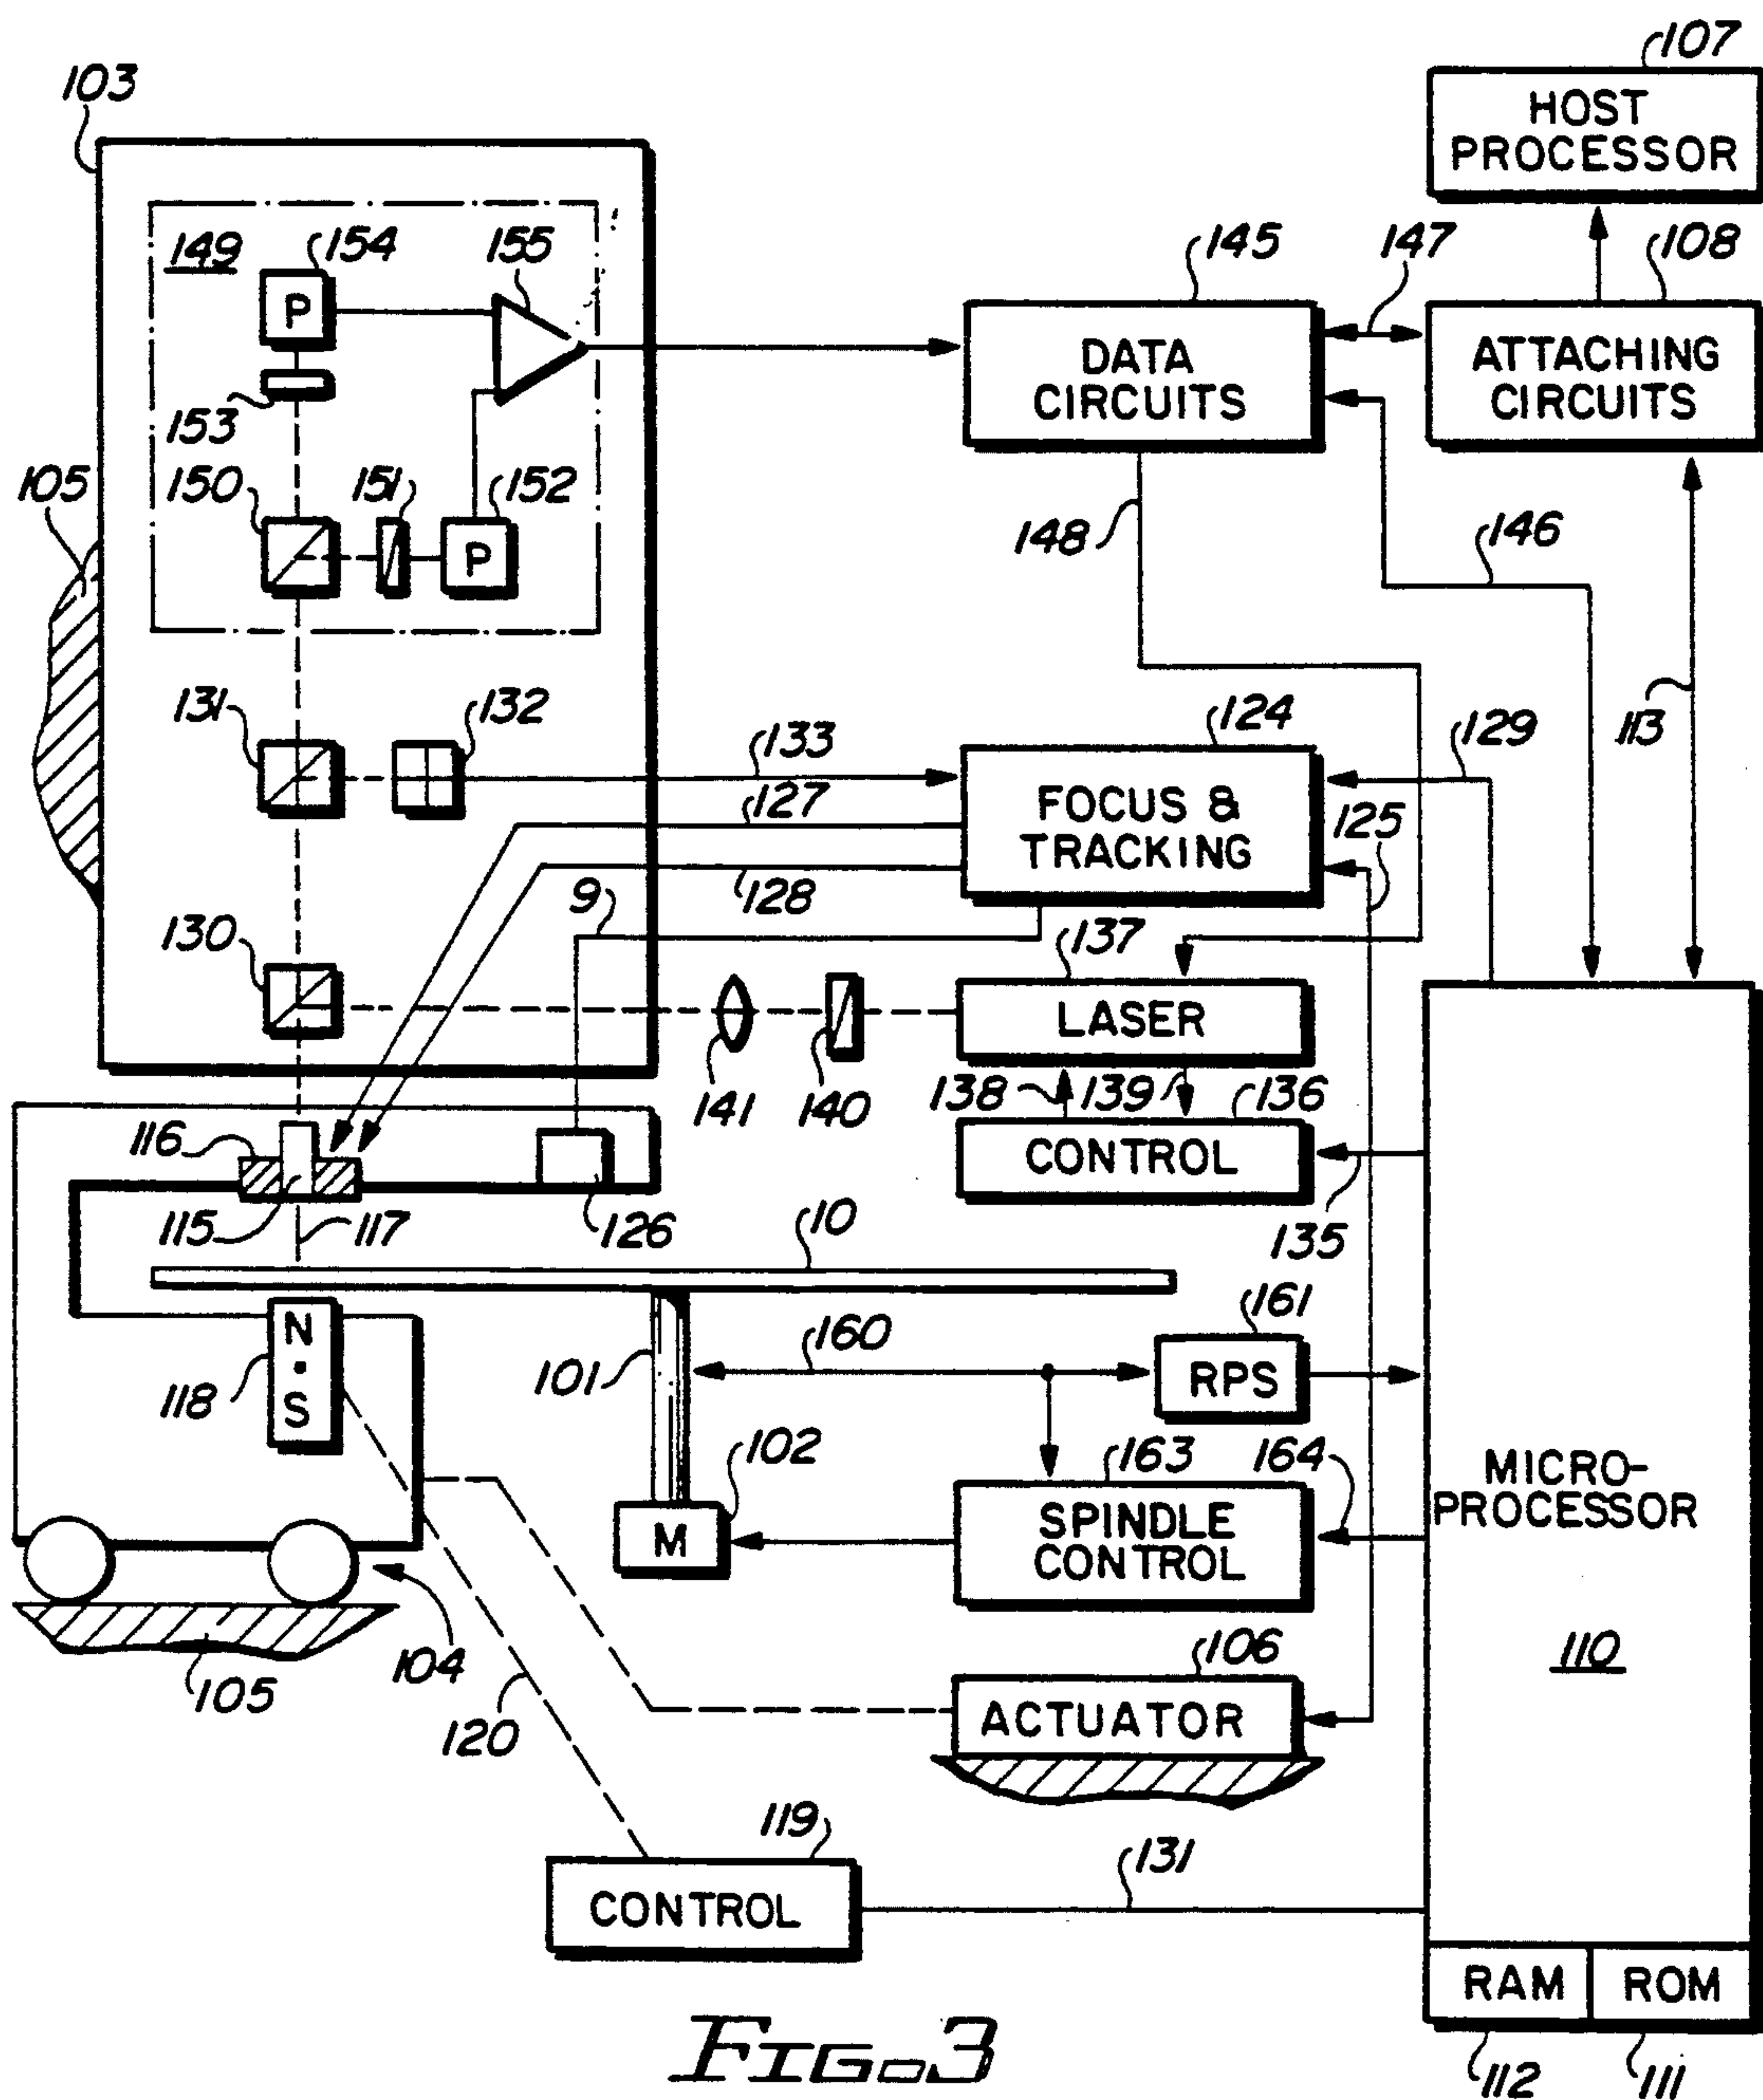 107
103
HOST
PROCESSOR
149
154
155
145
147
108
P
DATA
CIRCUITS
ATTACHING
CIRCUITS
153
105
150
151
152
P
148
146
131
132
133
124
129
113
127
FOCUS &
TRACKING
125
128
9
130
137
LASER
141
140
138
139
136
116
CONTROL
135
115
117
126
10
161
N
S
118
101
160
RPS
102
163
164
MICRO-
PROCESSOR
M
SPINDLE
CONTROL
110
104
105
106
120
ACTUATOR
119
131
CONTROL
RAM
ROM
FIG. 3
112
111